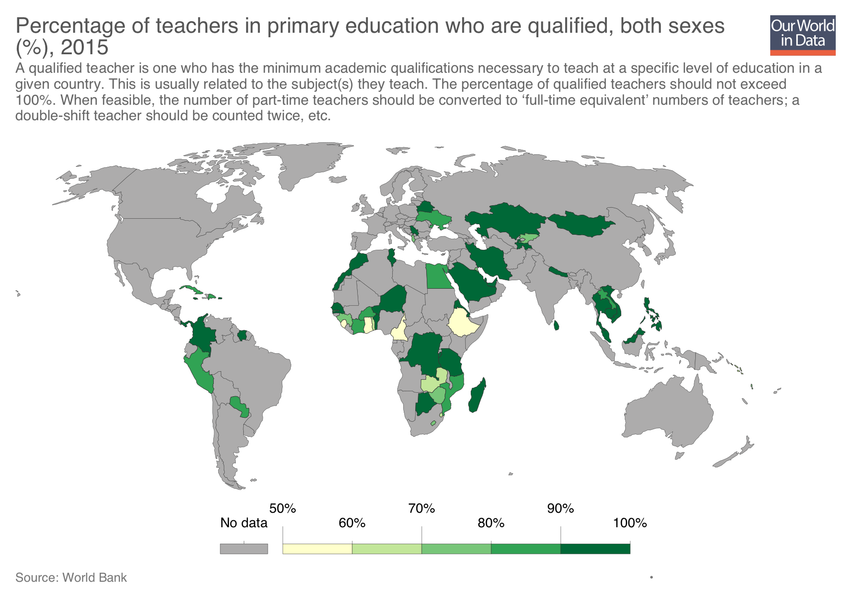 Percentage of teachers in primary education who are qualified, both sexes
(%), 2015
Our World
in Data
A qualified teacher is one who has the minimum academic qualifications necessary to teach at a specific level of education in a
given country. This is usually related to the subject(s) they teach. The percentage of qualified teachers should not exceed
100%. When feasible, the number of part-time teachers should be converted to ‘full-time equivalent’ numbers of teachers; a
double-shift teacher should be counted twice, etc.
50% 70% 90%
No data 60% 80% 100%
Source: World Bank